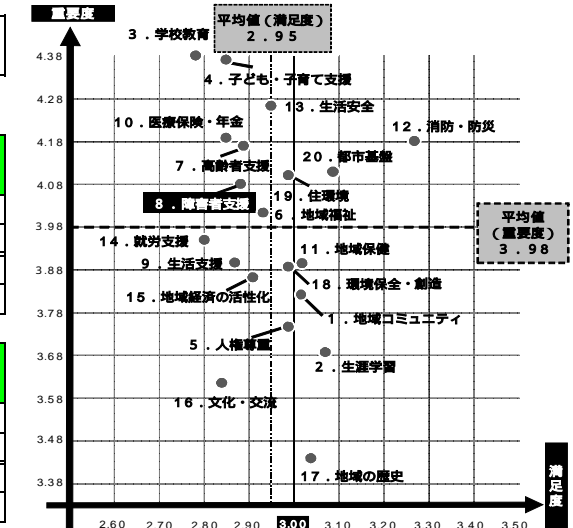 重要度
平均値（満足度）
２．９５
３．学校教育
4.38
４．子ども・子育て支援
4.28
１３．生活安全
１０．医療保険・年金
１２．消防・防災
4.18
２０．都市基盤
７．高齢者支援
4.08
１９．住環境
８．障害者支援
６．地域福祉
平均値
（重要度）
３．９８
3.98
１４．就労支援
１１．地域保健
９．生活支援
3.88
１８．環境保全・創造
１５．地域経済の活性化
3.78
１．地域コミュニティ
５．人権尊重
3.68
２．生涯学習
3.58
１６．文化・交流
3.48
１７．地域の歴史
3.38
満足度
2.60 2.70 2.80 2.90 3.00 3.10 3.20 3.30 3.40 3.50